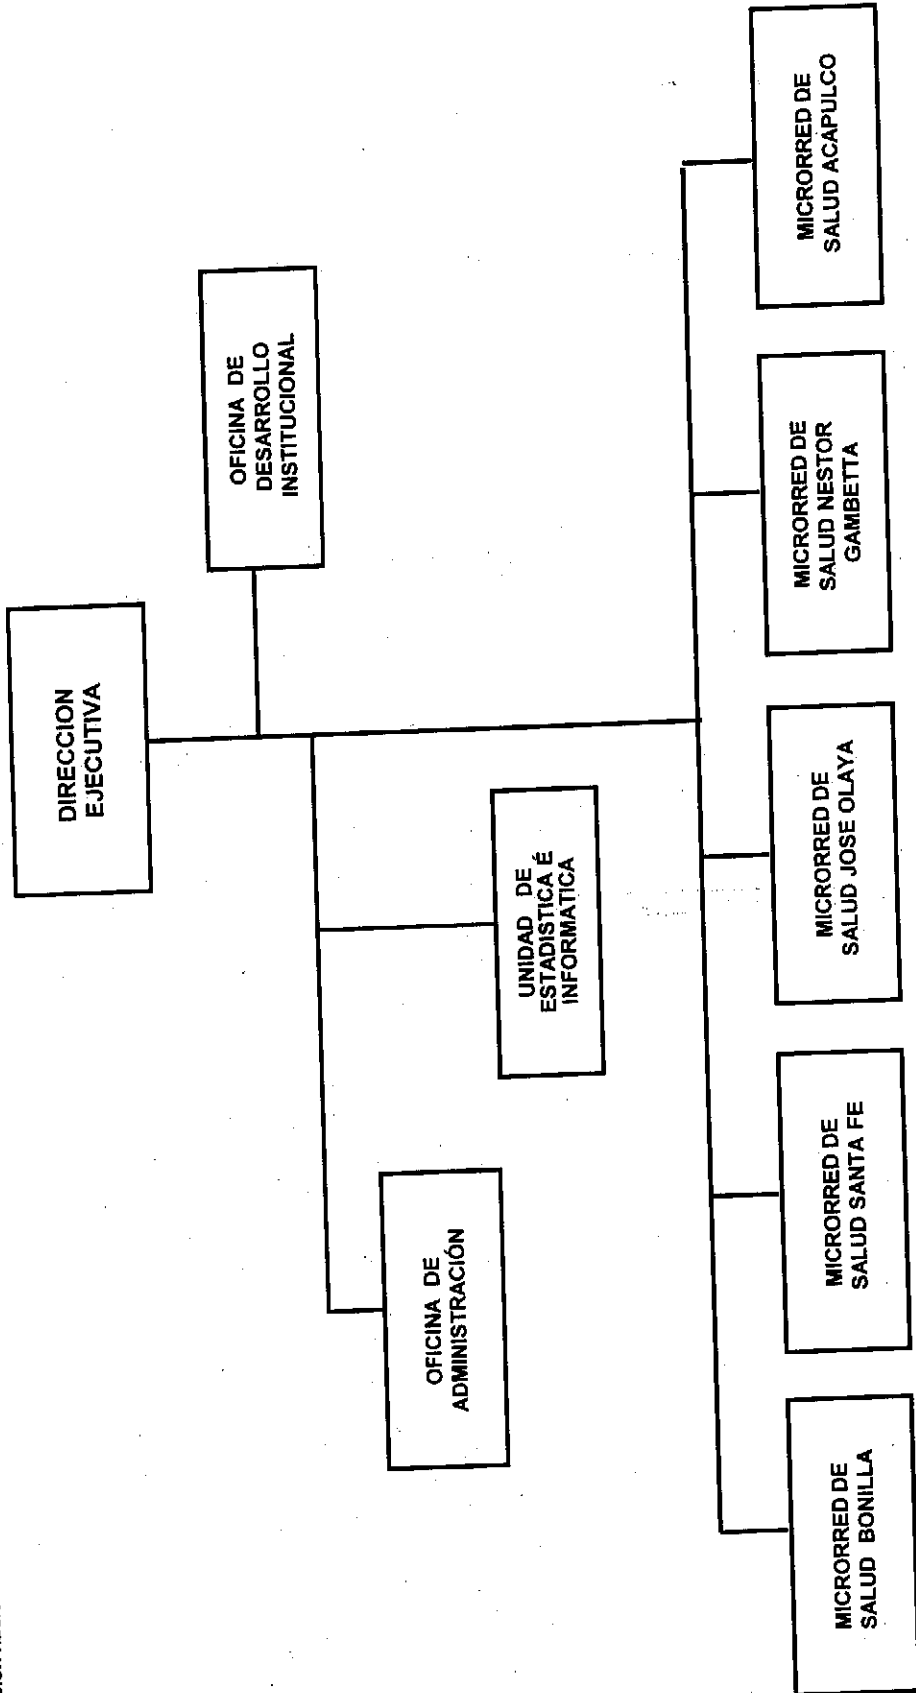 DIRECCION
EJECUTIVA
OFICINA DE
DESARROLLO
INSTITUCIONAL
OFICINA DE
ADMINISTRACIÓN
UNIDAD DE
ESTADISTICA É
INFORMATICA
MICRORRED DE
SALUD BONILLA
MICRORRED DE
SALUD SANTA FE
MICRORRED DE
SALUD JOSE OLAYA
MICRORRED DE
SALUD NESTOR
GAMBETTA
MICRORRED DE
SALUD ACAPULCO